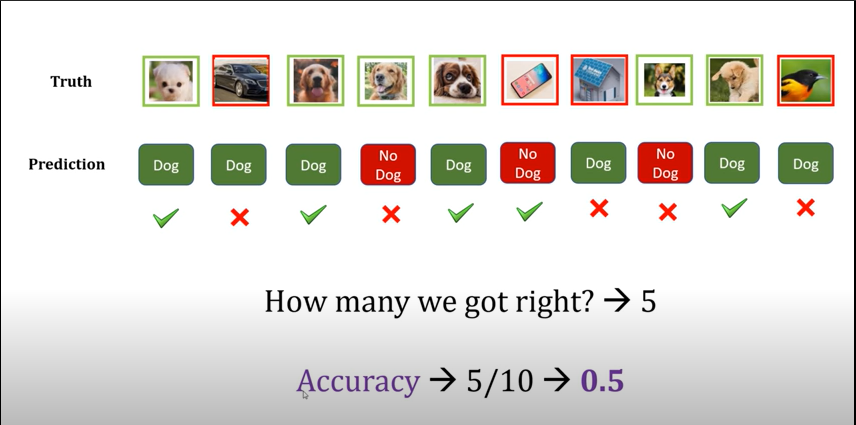 Truth
Prediction
Dog
Dog
Dog
No
Dog
Dog
No
Dog
Dog
No
Dog
Dog
Dog
How many we got right? → 5
Accuracy → 5/10 → 0.5